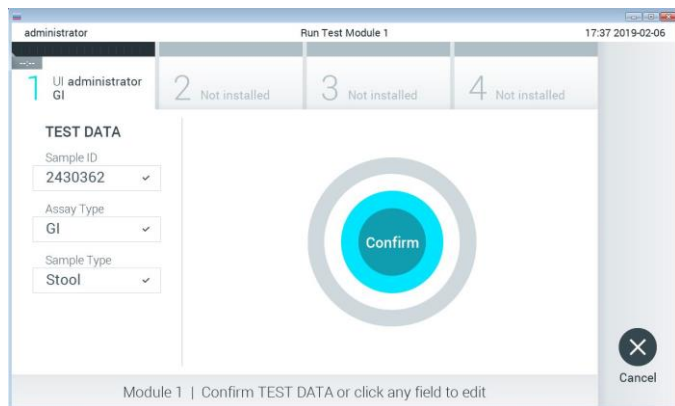 administrator Run Test Module 1 17:37 2019-02-06
--:--
1 UI administrator
GI
2 Not installed
3 Not installed
4 Not installed
TEST DATA
Sample ID
2430362
Assay Type
GI
Sample Type
Stool
Confirm
Cancel
Module 1 | Confirm TEST DATA or click any field to edit